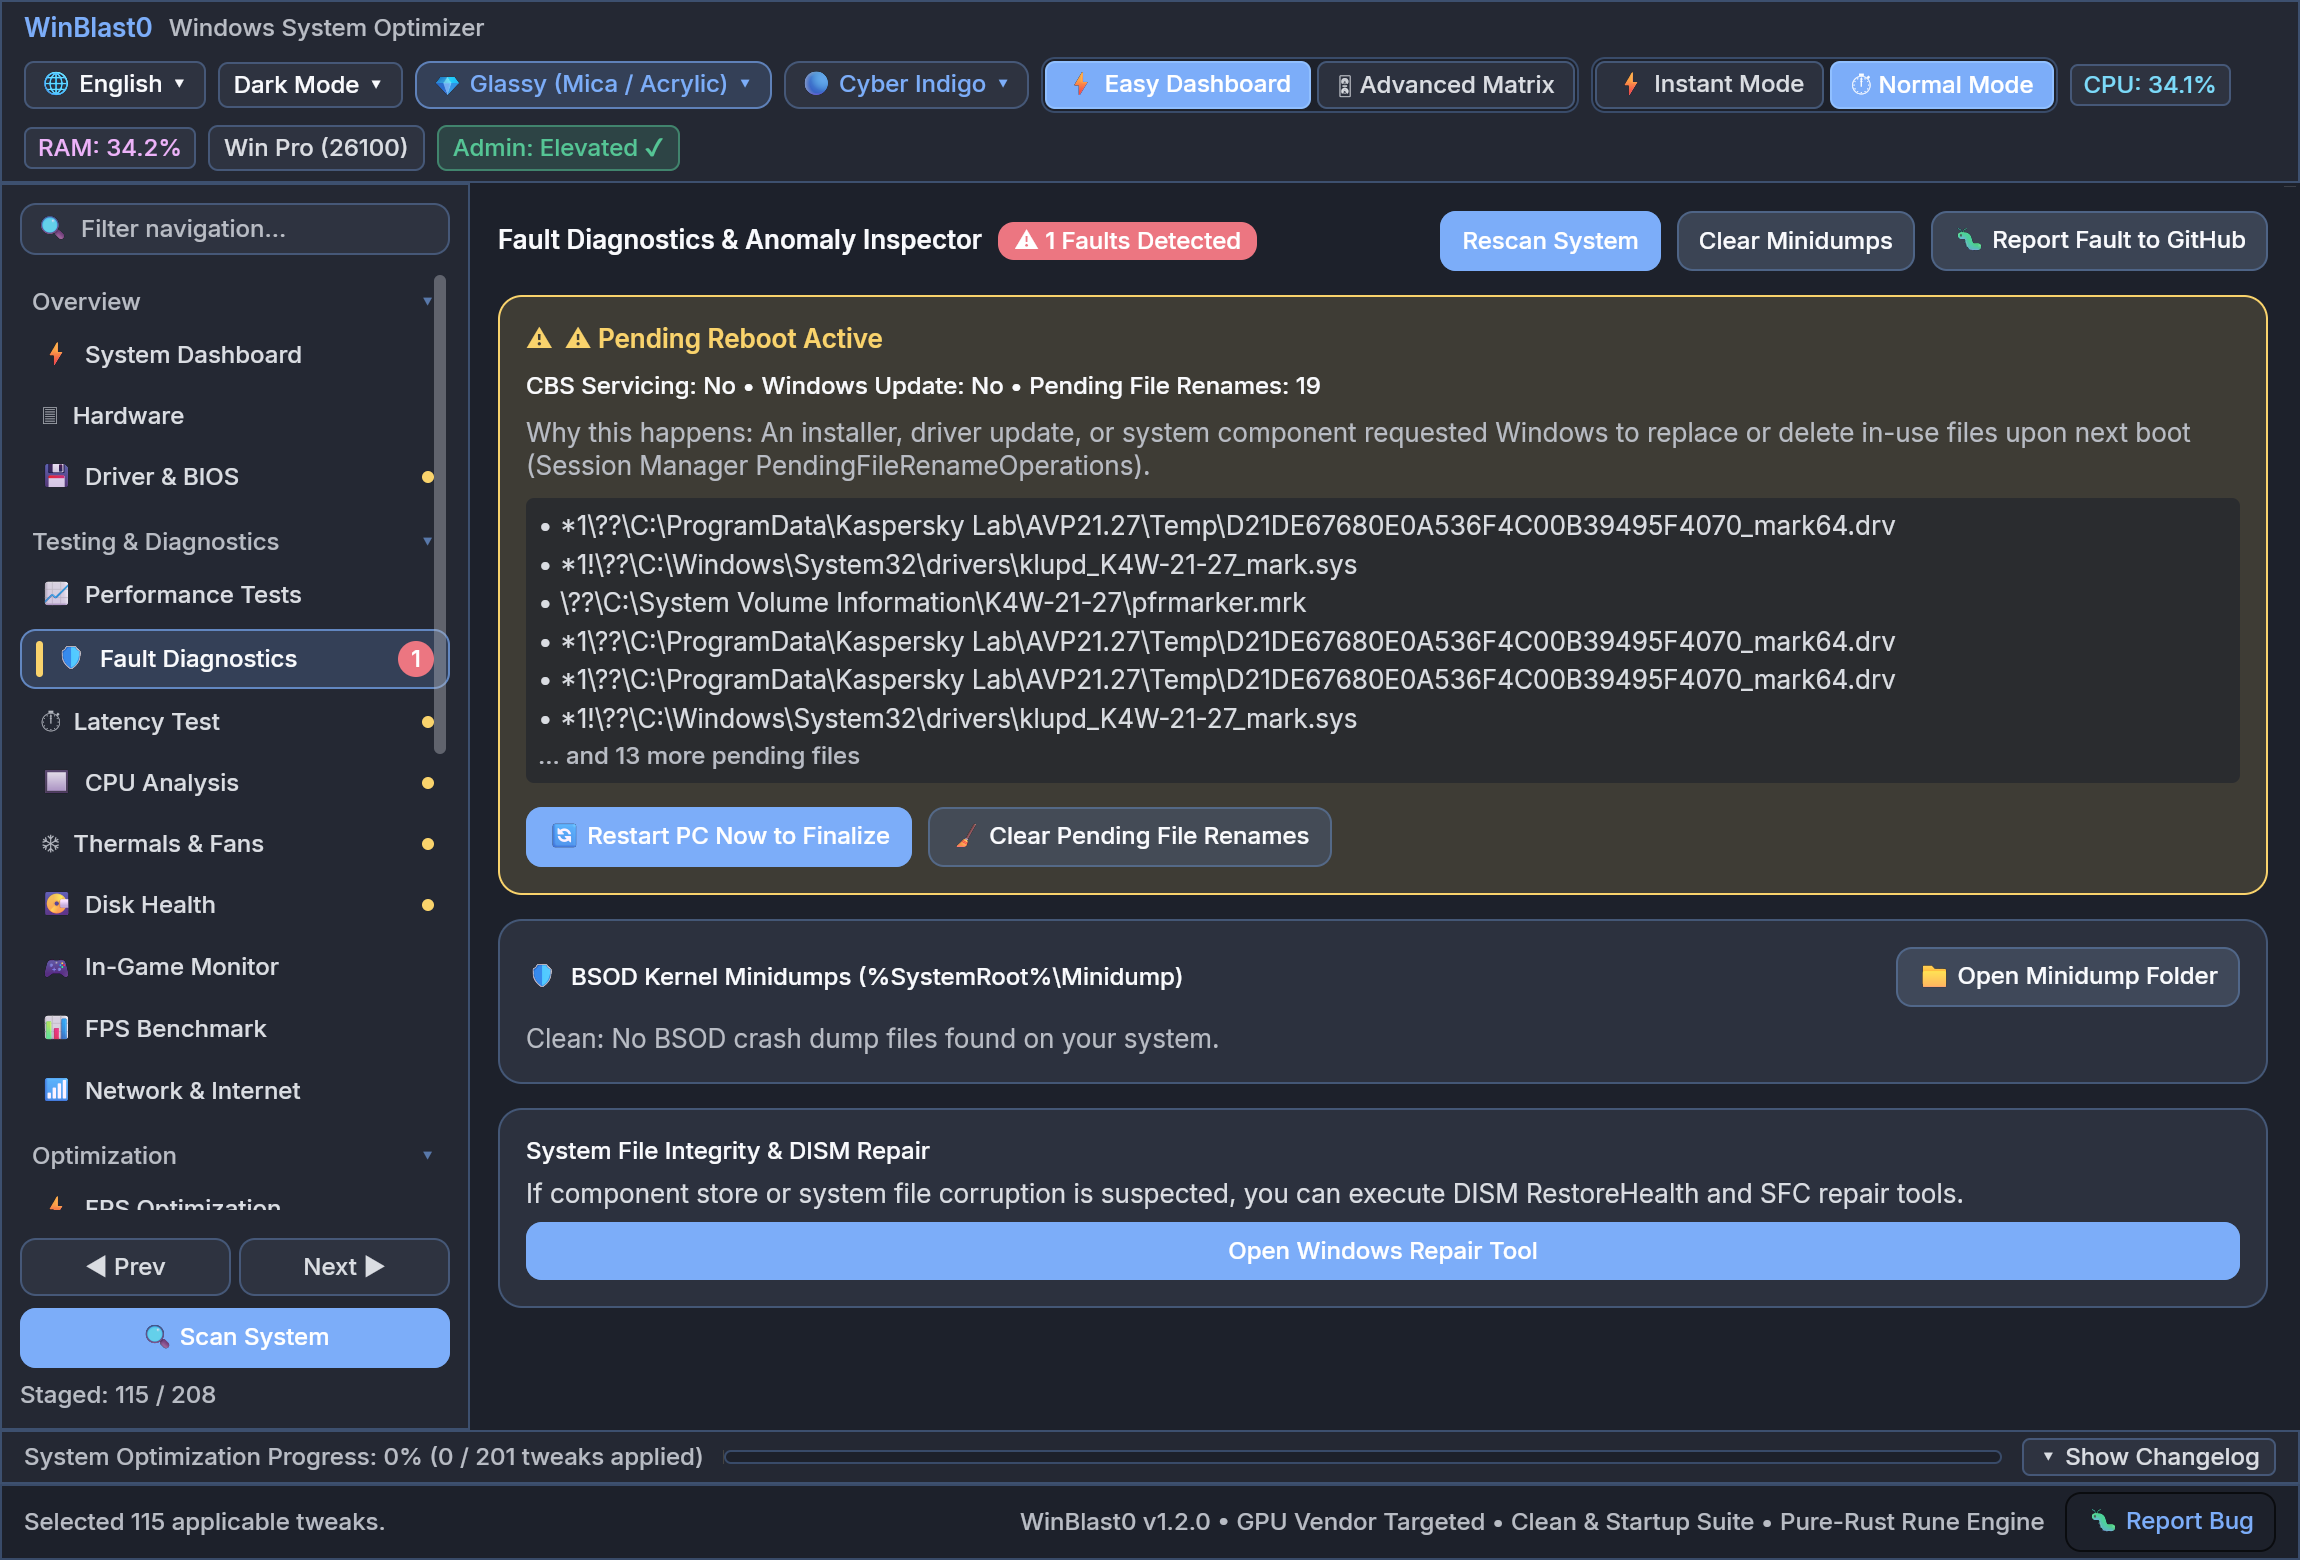 WinBlast0 Windows System Optimizer
English ▼ Dark Mode ▼ Glassy (Mica / Acrylic) ▼ Cyber Indigo ▼ Easy Dashboard Advanced Matrix Instant Mode Normal Mode CPU: 34.1%
RAM: 34.2% Win Pro (26100) Admin: Elevated ✓
Filter navigation...
Overview ▼
System Dashboard
Hardware
Driver & BIOS
Testing & Diagnostics ▼
Performance Tests
Fault Diagnostics 1
Latency Test
CPU Analysis
Thermals & Fans
Disk Health
In-Game Monitor
FPS Benchmark
Network & Internet
Optimization ▼
FPS Optimization
◀ Prev Next ▶
Scan System
Staged: 115 / 208
Fault Diagnostics & Anomaly Inspector ⚠ 1 Faults Detected Rescan System Clear Minidumps Report Fault to GitHub
⚠ ⚠ Pending Reboot Active
CBS Servicing: No • Windows Update: No • Pending File Renames: 19
Why this happens: An installer, driver update, or system component requested Windows to replace or delete in-use files upon next boot
(Session Manager PendingFileRenameOperations).
• *1\??\C:\ProgramData\Kaspersky Lab\AVP21.27\Temp\D21DE67680E0A536F4C00B39495F4070_mark64.drv
• *1!\??\C:\Windows\System32\drivers\klupd_K4W-21-27_mark.sys
• \??\C:\System Volume Information\K4W-21-27\pfrmarker.mrk
• *1\??\C:\ProgramData\Kaspersky Lab\AVP21.27\Temp\D21DE67680E0A536F4C00B39495F4070_mark64.drv
• *1\??\C:\ProgramData\Kaspersky Lab\AVP21.27\Temp\D21DE67680E0A536F4C00B39495F4070_mark64.drv
• *1!\??\C:\Windows\System32\drivers\klupd_K4W-21-27_mark.sys
... and 13 more pending files
Restart PC Now to Finalize Clear Pending File Renames
BSOD Kernel Minidumps (%SystemRoot%\Minidump) Open Minidump Folder
Clean: No BSOD crash dump files found on your system.
System File Integrity & DISM Repair
If component store or system file corruption is suspected, you can execute DISM RestoreHealth and SFC repair tools.
Open Windows Repair Tool
System Optimization Progress: 0% (0 / 201 tweaks applied) ▼ Show Changelog
Selected 115 applicable tweaks. WinBlast0 v1.2.0 • GPU Vendor Targeted • Clean & Startup Suite • Pure-Rust Rune Engine Report Bug